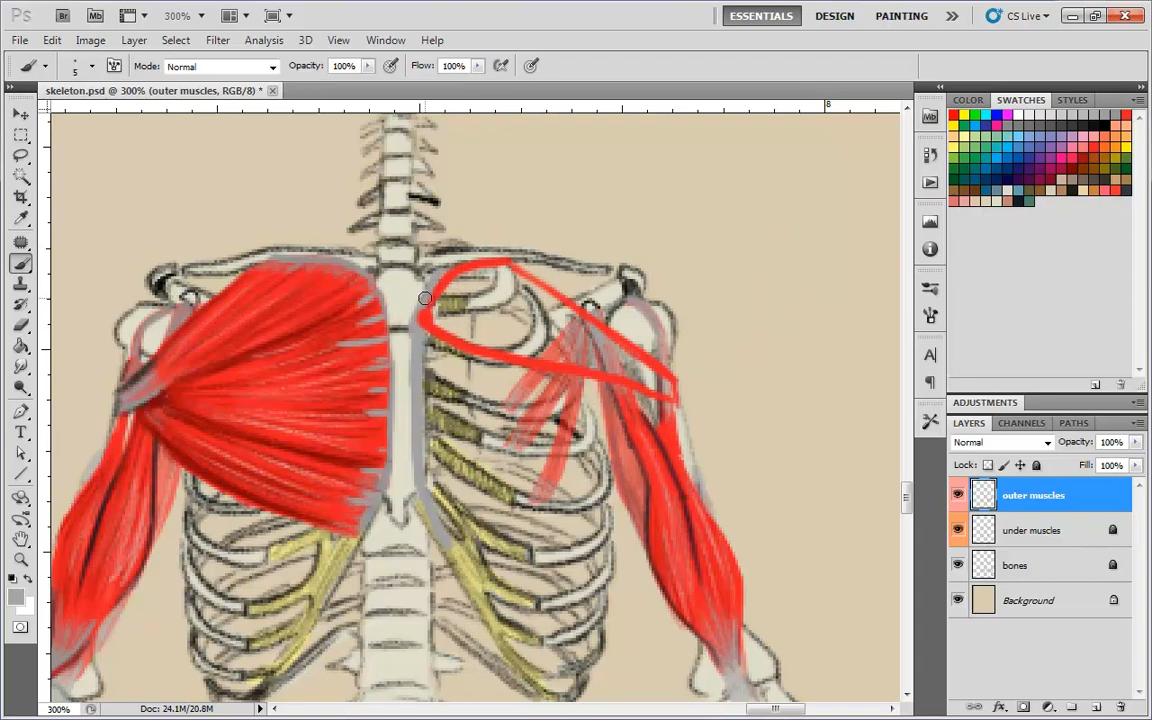 Ps Br Mb 300% ESSENTIALS DESIGN PAINTING CS Live
File Edit Image Layer Select Filter Analysis 3D View Window Help
5 Mode: Normal Opacity: 100% Flow: 100%
skeleton.psd @ 300% (outer muscles, RGB/8) *
8
COLOR SWATCHES STYLES
Mb
ADJUSTMENTS
LAYERS CHANNELS PATHS
Normal Opacity: 100%
Lock: Fill: 100%
outer muscles
under muscles
bones
Background
300% Doc: 24.1M/20.8M